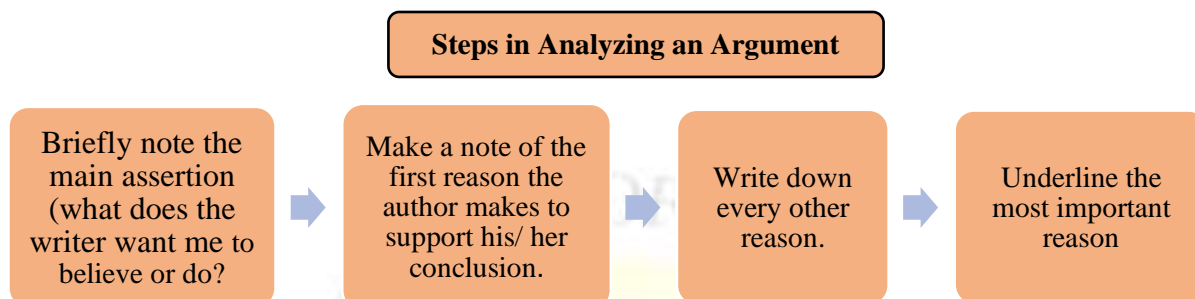 Steps in Analyzing an Argument
Briefly note the
main assertion
(what does the
writer want me to
believe or do?
Make a note of the
first reason the
author makes to
support his/ her
conclusion.
Write down
every other
reason.
Underline the
most important
reason